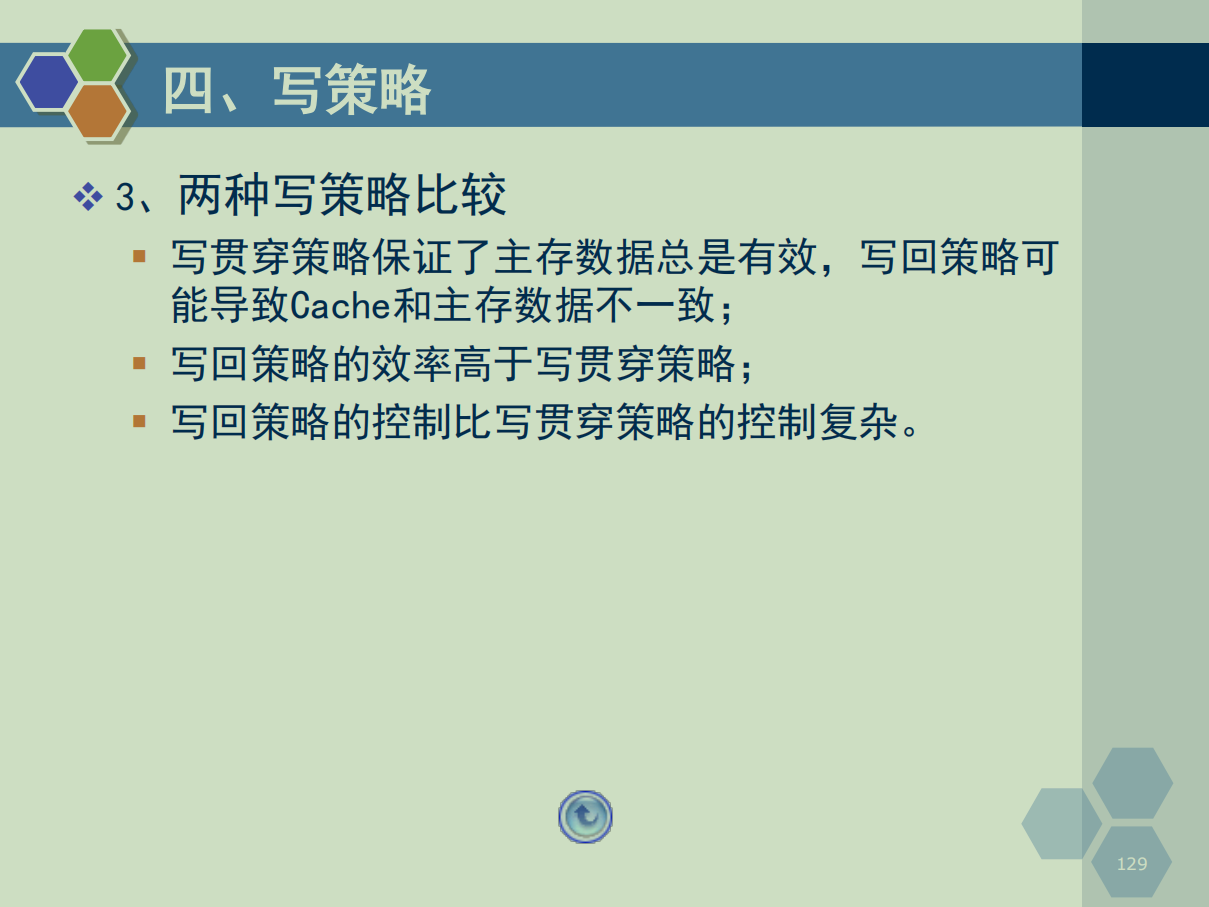 四、写策略
3、两种写策略比较
写贯穿策略保证了主存数据总是有效，写回策略可
能导致Cache和主存数据不一致；
写回策略的效率高于写贯穿策略；
写回策略的控制比写贯穿策略的控制复杂。
129